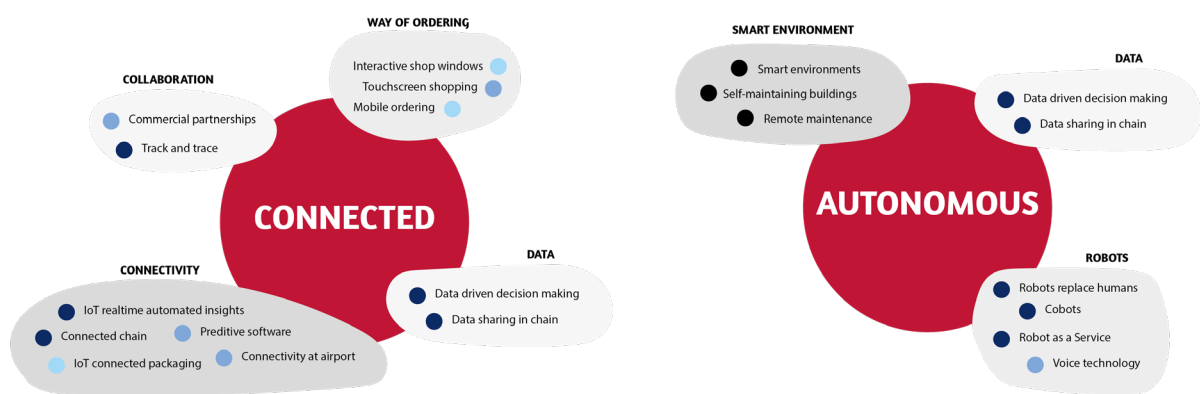 WAY OF ORDERING
Interactive shop windows
Touchscreen shopping
Mobile ordering
COLLABORATION
Commercial partnerships
Track and trace
CONNECTED
DATA
Data driven decision making
Data sharing in chain
CONNECTIVITY
IoT realtime automated insights
Connected chain
Preditive software
IoT connected packaging
Connectivity at airport
SMART ENVIRONMENT
Smart environments
Self-maintaining buildings
Remote maintenance
DATA
Data driven decision making
Data sharing in chain
AUTONOMOUS
ROBOTS
Robots replace humans
Cobots
Robot as a Service
Voice technology